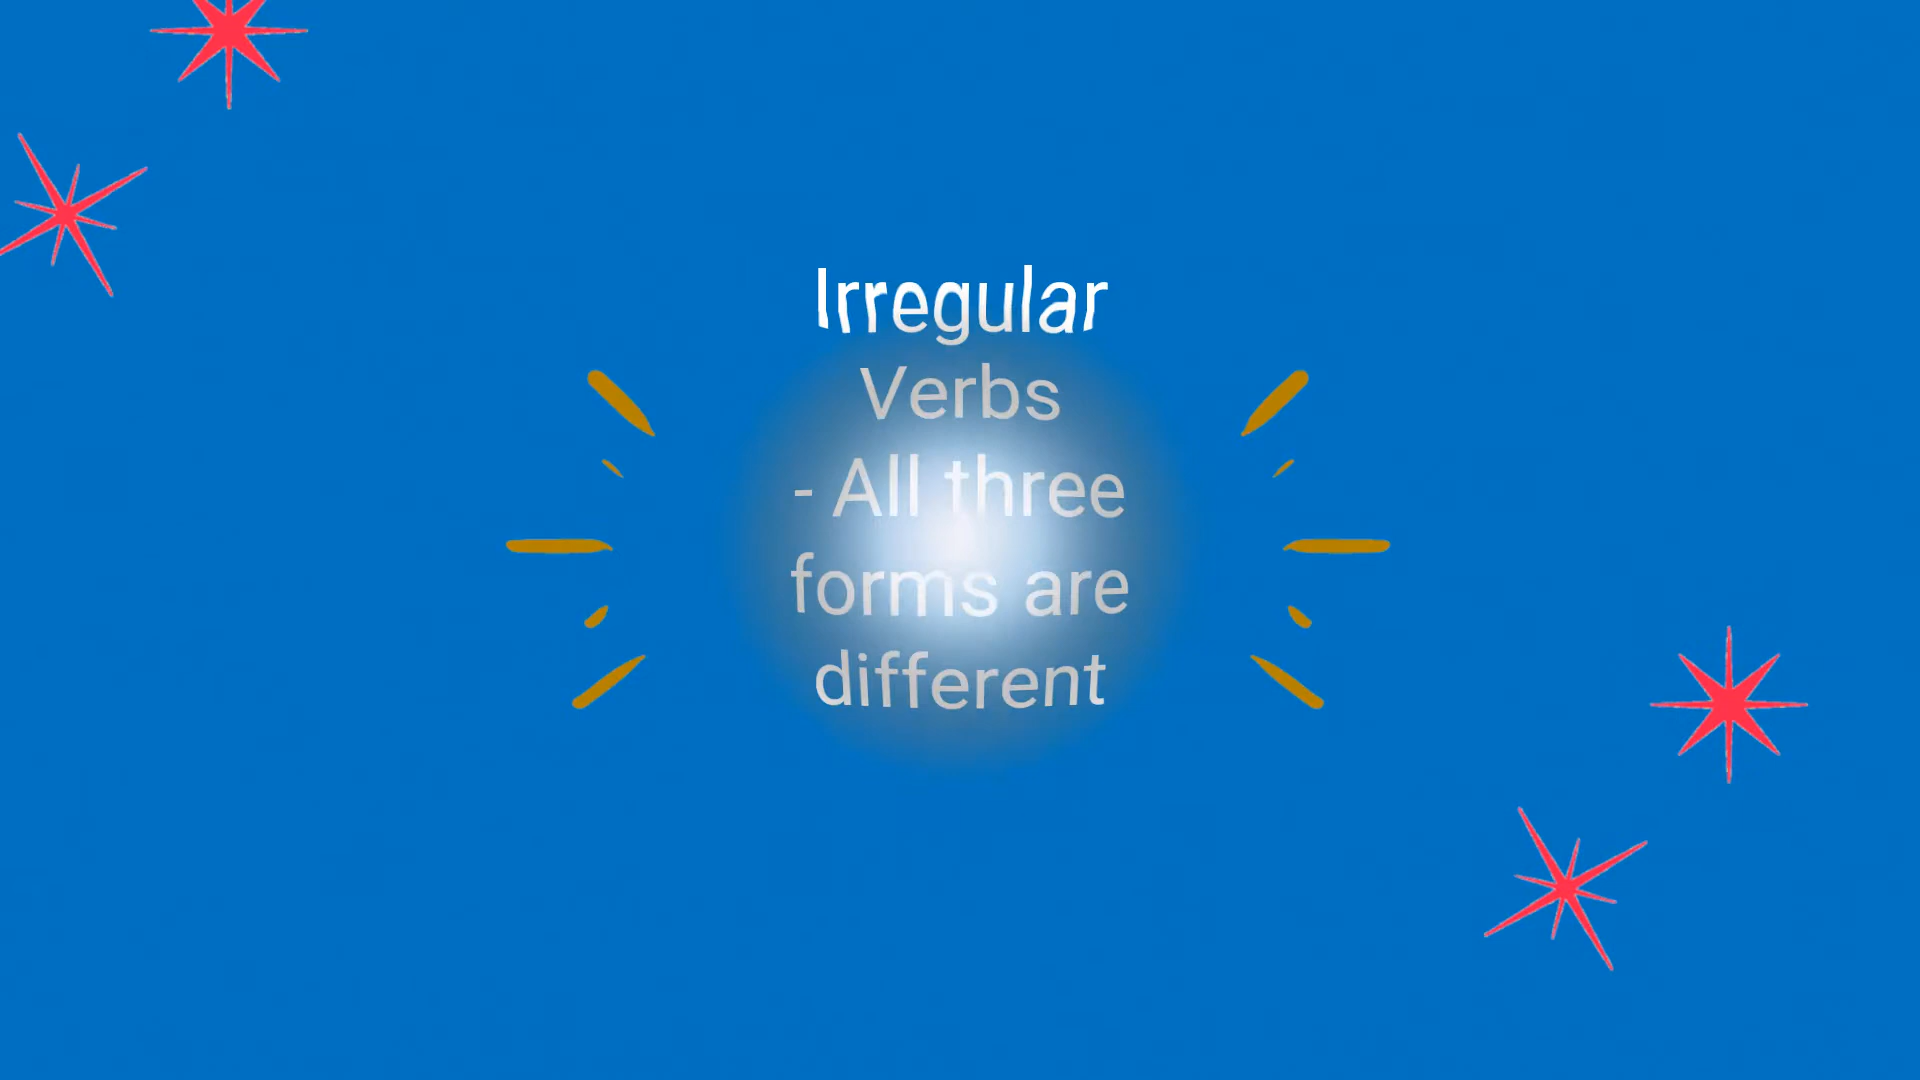 Irregular
Verbs
- All three
forms are
different